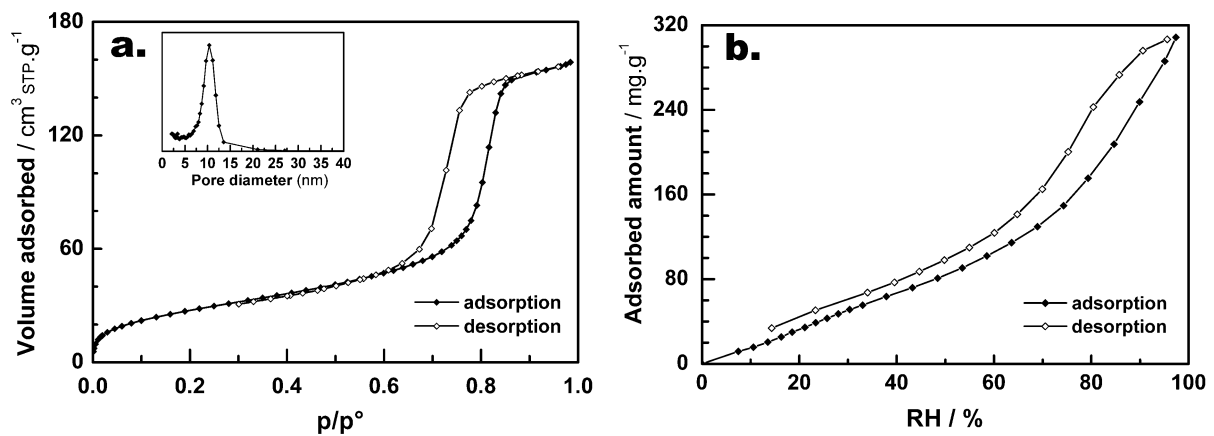 a.
180
120
60
0
Volume adsorbed / cm³ STP.g⁻¹
0 5 10 15 20 25 30 35 40
Pore diameter (nm)
adsorption
desorption
0.0 0.2 0.4 0.6 0.8 1.0
p/p°
b.
320
240
160
80
0
Adsorbed amount / mg.g⁻¹
adsorption
desorption
0 20 40 60 80 100
RH / %